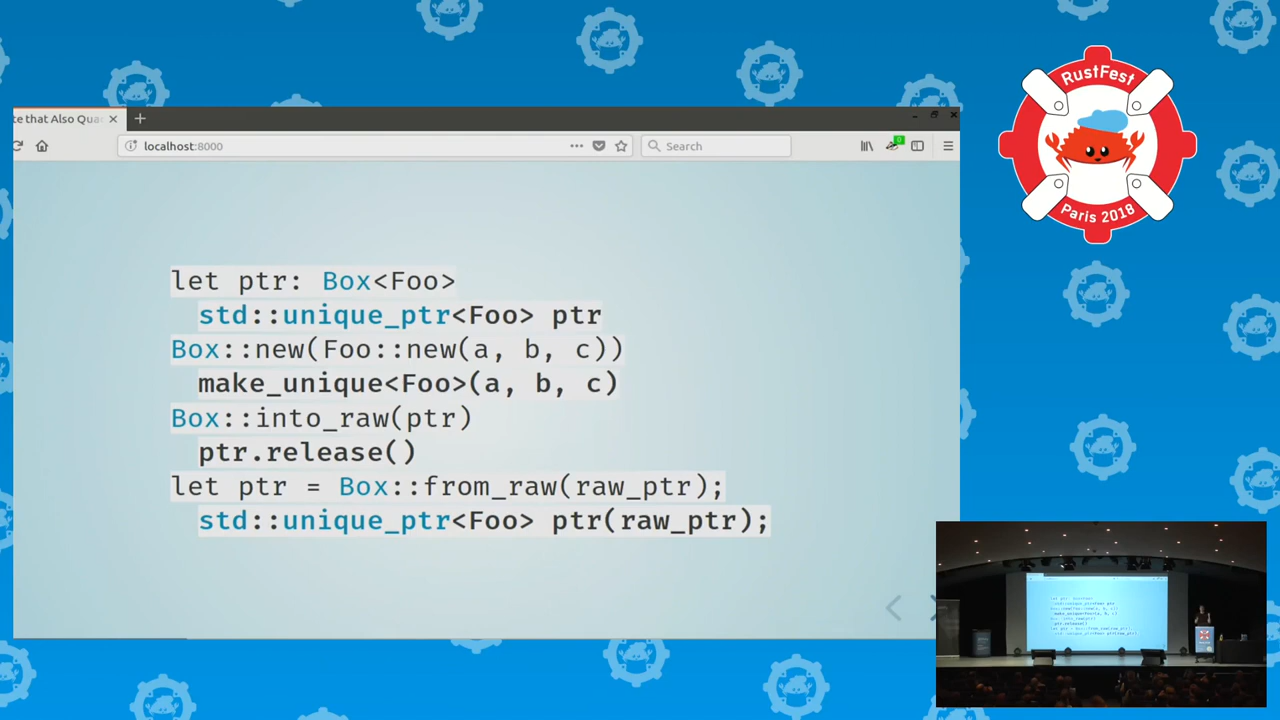 te that Also Qua
localhost:8000
Search
0
let ptr: Box<Foo>
std::unique_ptr<Foo> ptr
Box::new(Foo::new(a, b, c))
make_unique<Foo>(a, b, c)
Box::into_raw(ptr)
ptr.release()
let ptr = Box::from_raw(raw_ptr);
std::unique_ptr<Foo> ptr(raw_ptr);
RustFest
Paris 2018